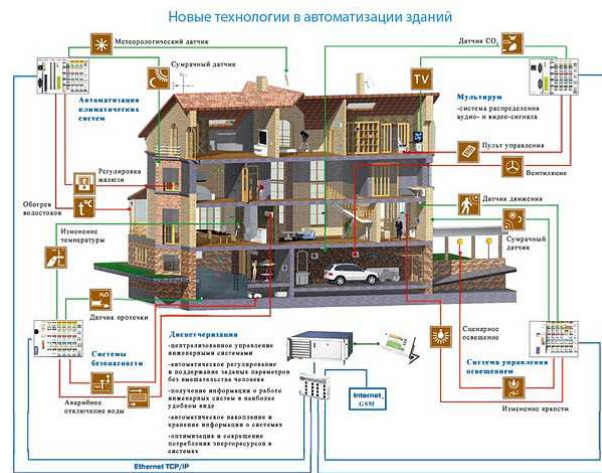 Новые технологии в автоматизации зданий
Метеорологический датчик
Датчик CO2
Сумрачный датчик
TV
Автоматизация
климатических
систем
Мультирум
-система распределения
аудио- и видео-сигнала
Пульт управления
Регулировка
жалюзи
Вентиляция
Обогрев
водостоков
t°C
Датчик движения
Изменение
температуры
Сумрачный
датчик
H2O
Датчик протечки
Диспетчеризация
-централизованное управление
инженерными системами
-автоматическое регулирование
и поддержание заданных параметров
без вмешательства человека
-получение информации о работе
инженерных систем в наиболее
удобном виде
-автоматическое накопление и
хранение информации о системах
-оптимизация и сокращение
потребления энергоресурсов в
системах
Сценарное
освещение
Системы
безопасности
Система управления
освещением
Аварийное
отключение воды
Internet,
GSM
Изменение яркости
Ethernet TCP/IP